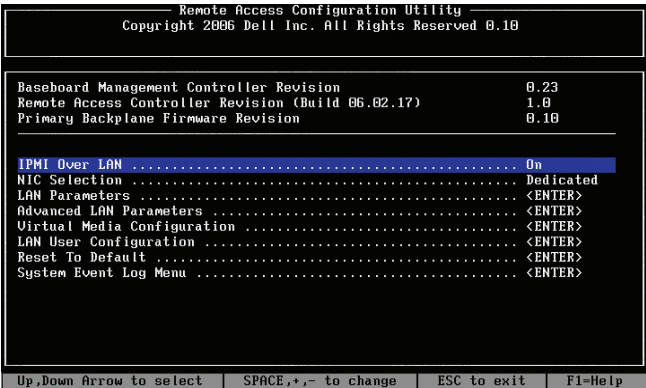 Remote Access Configuration Utility
Copyright 2006 Dell Inc. All Rights Reserved 0.10
Baseboard Management Controller Revision 0.23
Remote Access Controller Revision (Build 06.02.17) 1.0
Primary Backplane Firmware Revision 0.10
IPMI Over LAN ................................................ On
NIC Selection ................................................ Dedicated
LAN Parameters ............................................... <ENTER>
Advanced LAN Parameters ...................................... <ENTER>
Virtual Media Configuration .................................. <ENTER>
LAN User Configuration ....................................... <ENTER>
Reset To Default ............................................. <ENTER>
System Event Log Menu ........................................ <ENTER>
Up,Down Arrow to select | SPACE,+,- to change | ESC to exit | F1=Help